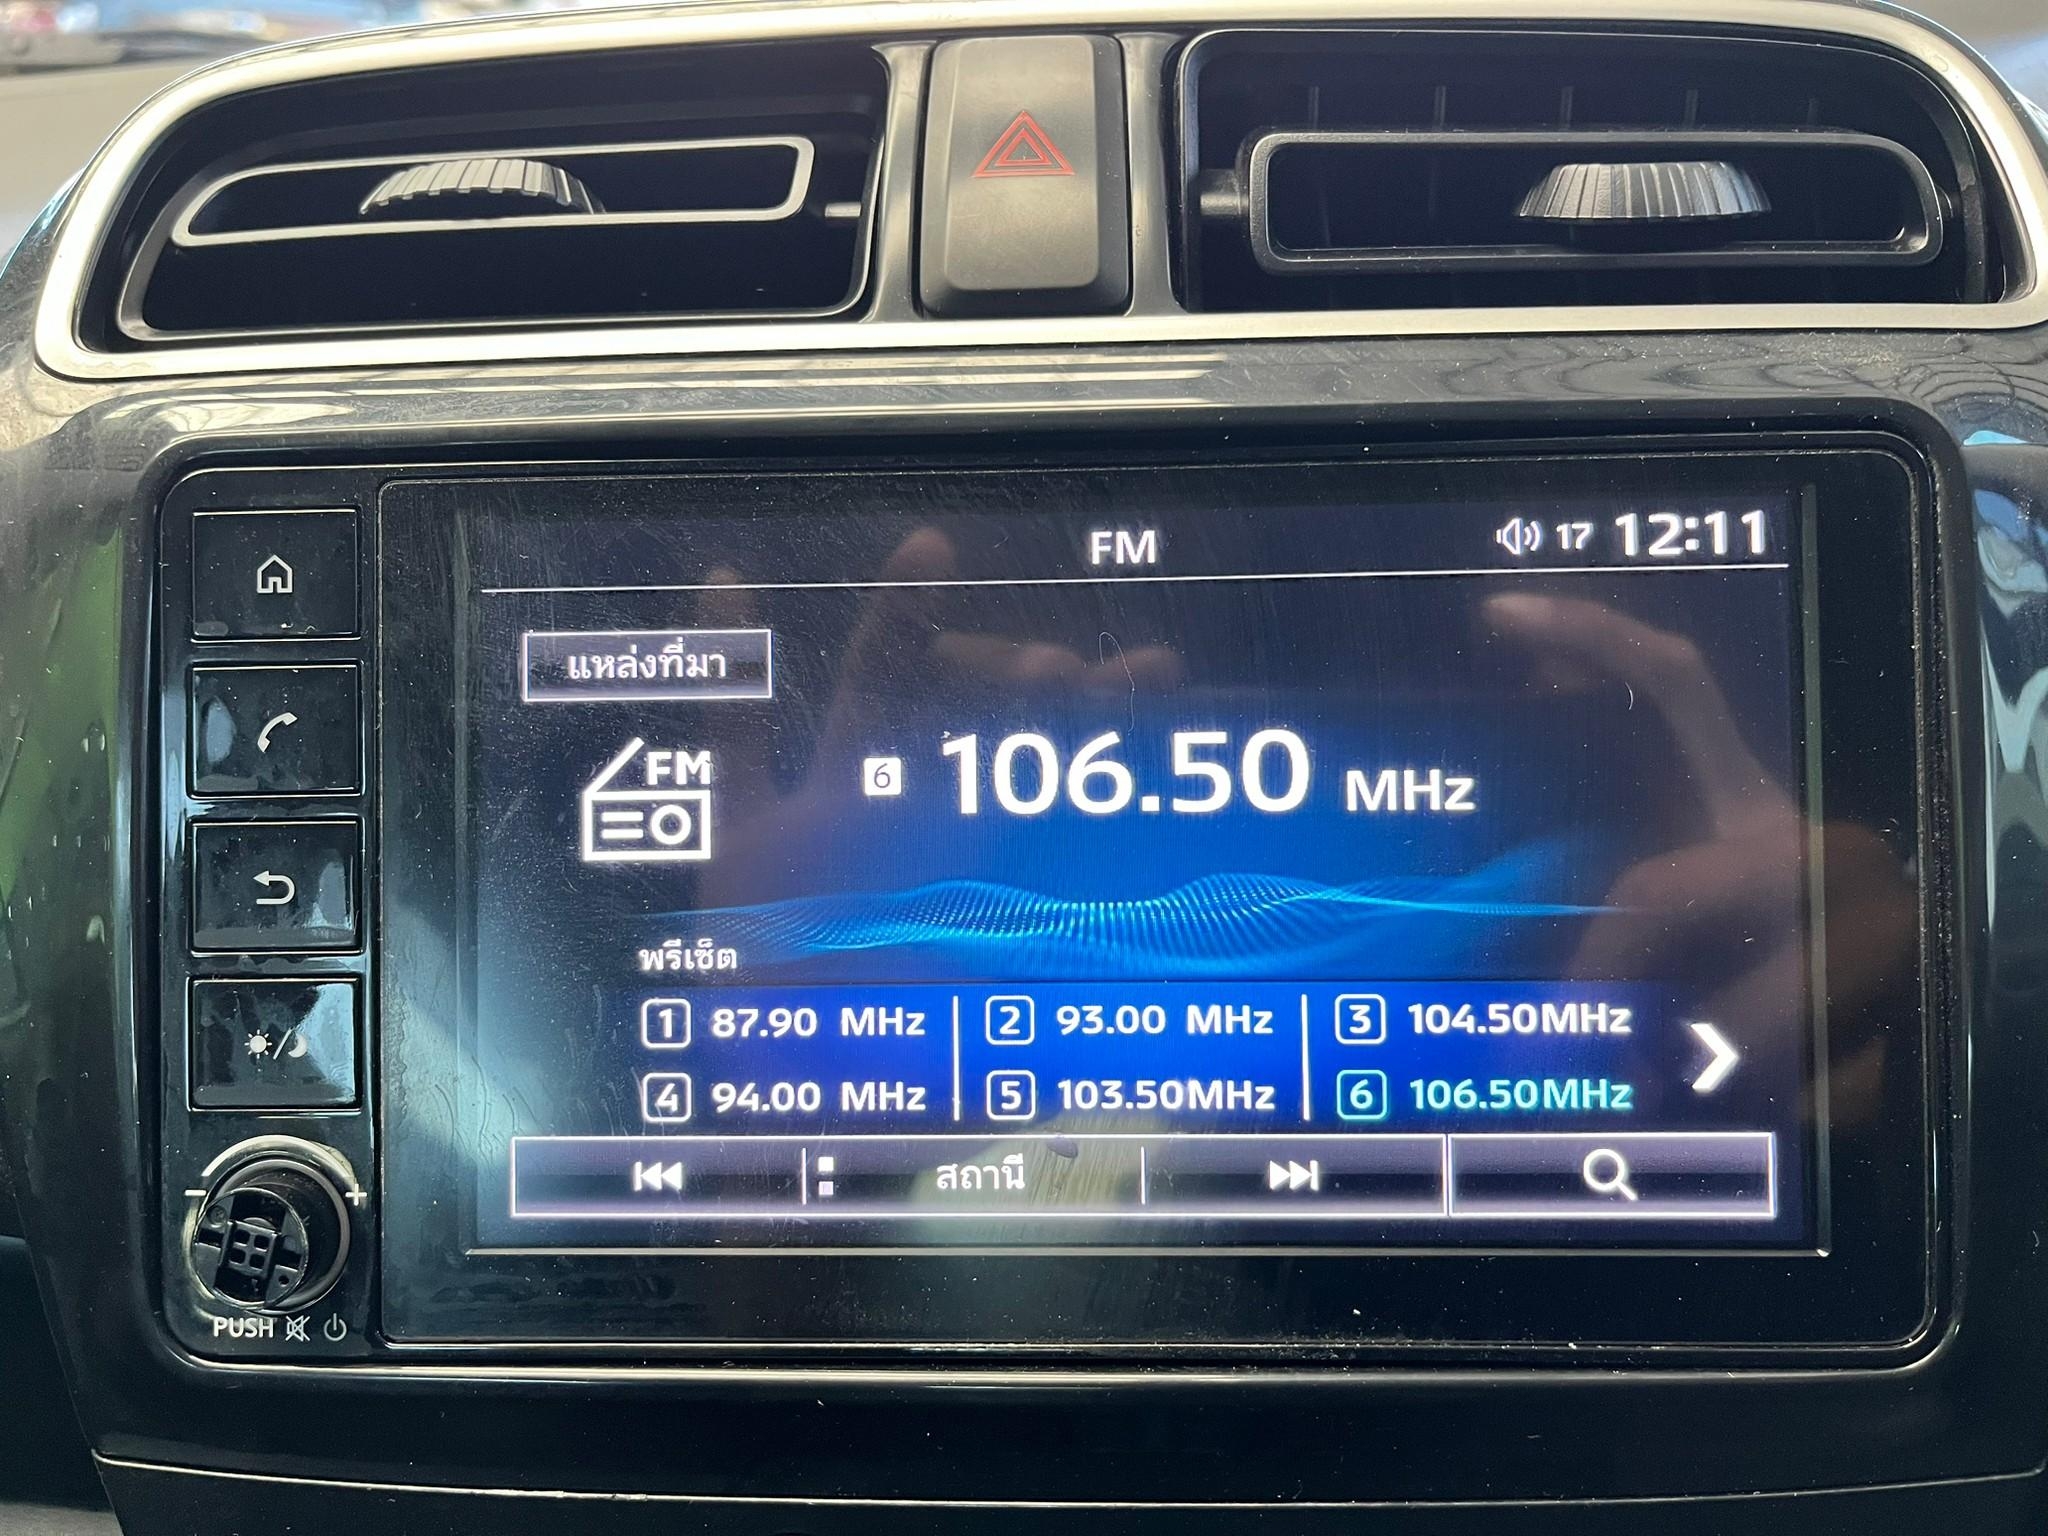 FM 17 12:11
แหล่งที่มา
FM
6 106.50 MHz
พรีเซ็ต
1 87.90 MHz 2 93.00 MHz 3 104.50MHz
4 94.00 MHz 5 103.50MHz 6 106.50MHz
สถานี
- +
PUSH